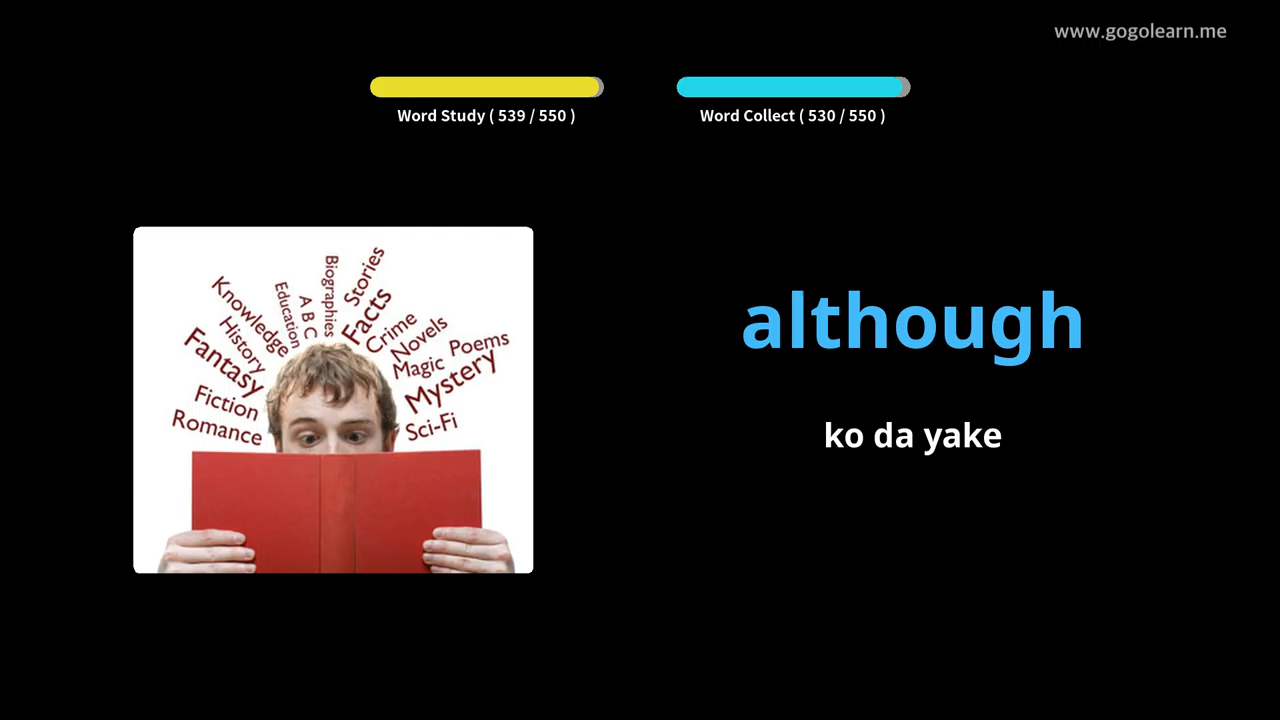 www.gogolearn.me
Word Study ( 539 / 550 )
Word Collect ( 530 / 550 )
Knowledge
Education
A B C
Biographies
Stories
Facts
Crime
Novels
Poems
History
Fantasy
Magic
Mystery
Fiction
Romance
Sci-Fi
although
ko da yake